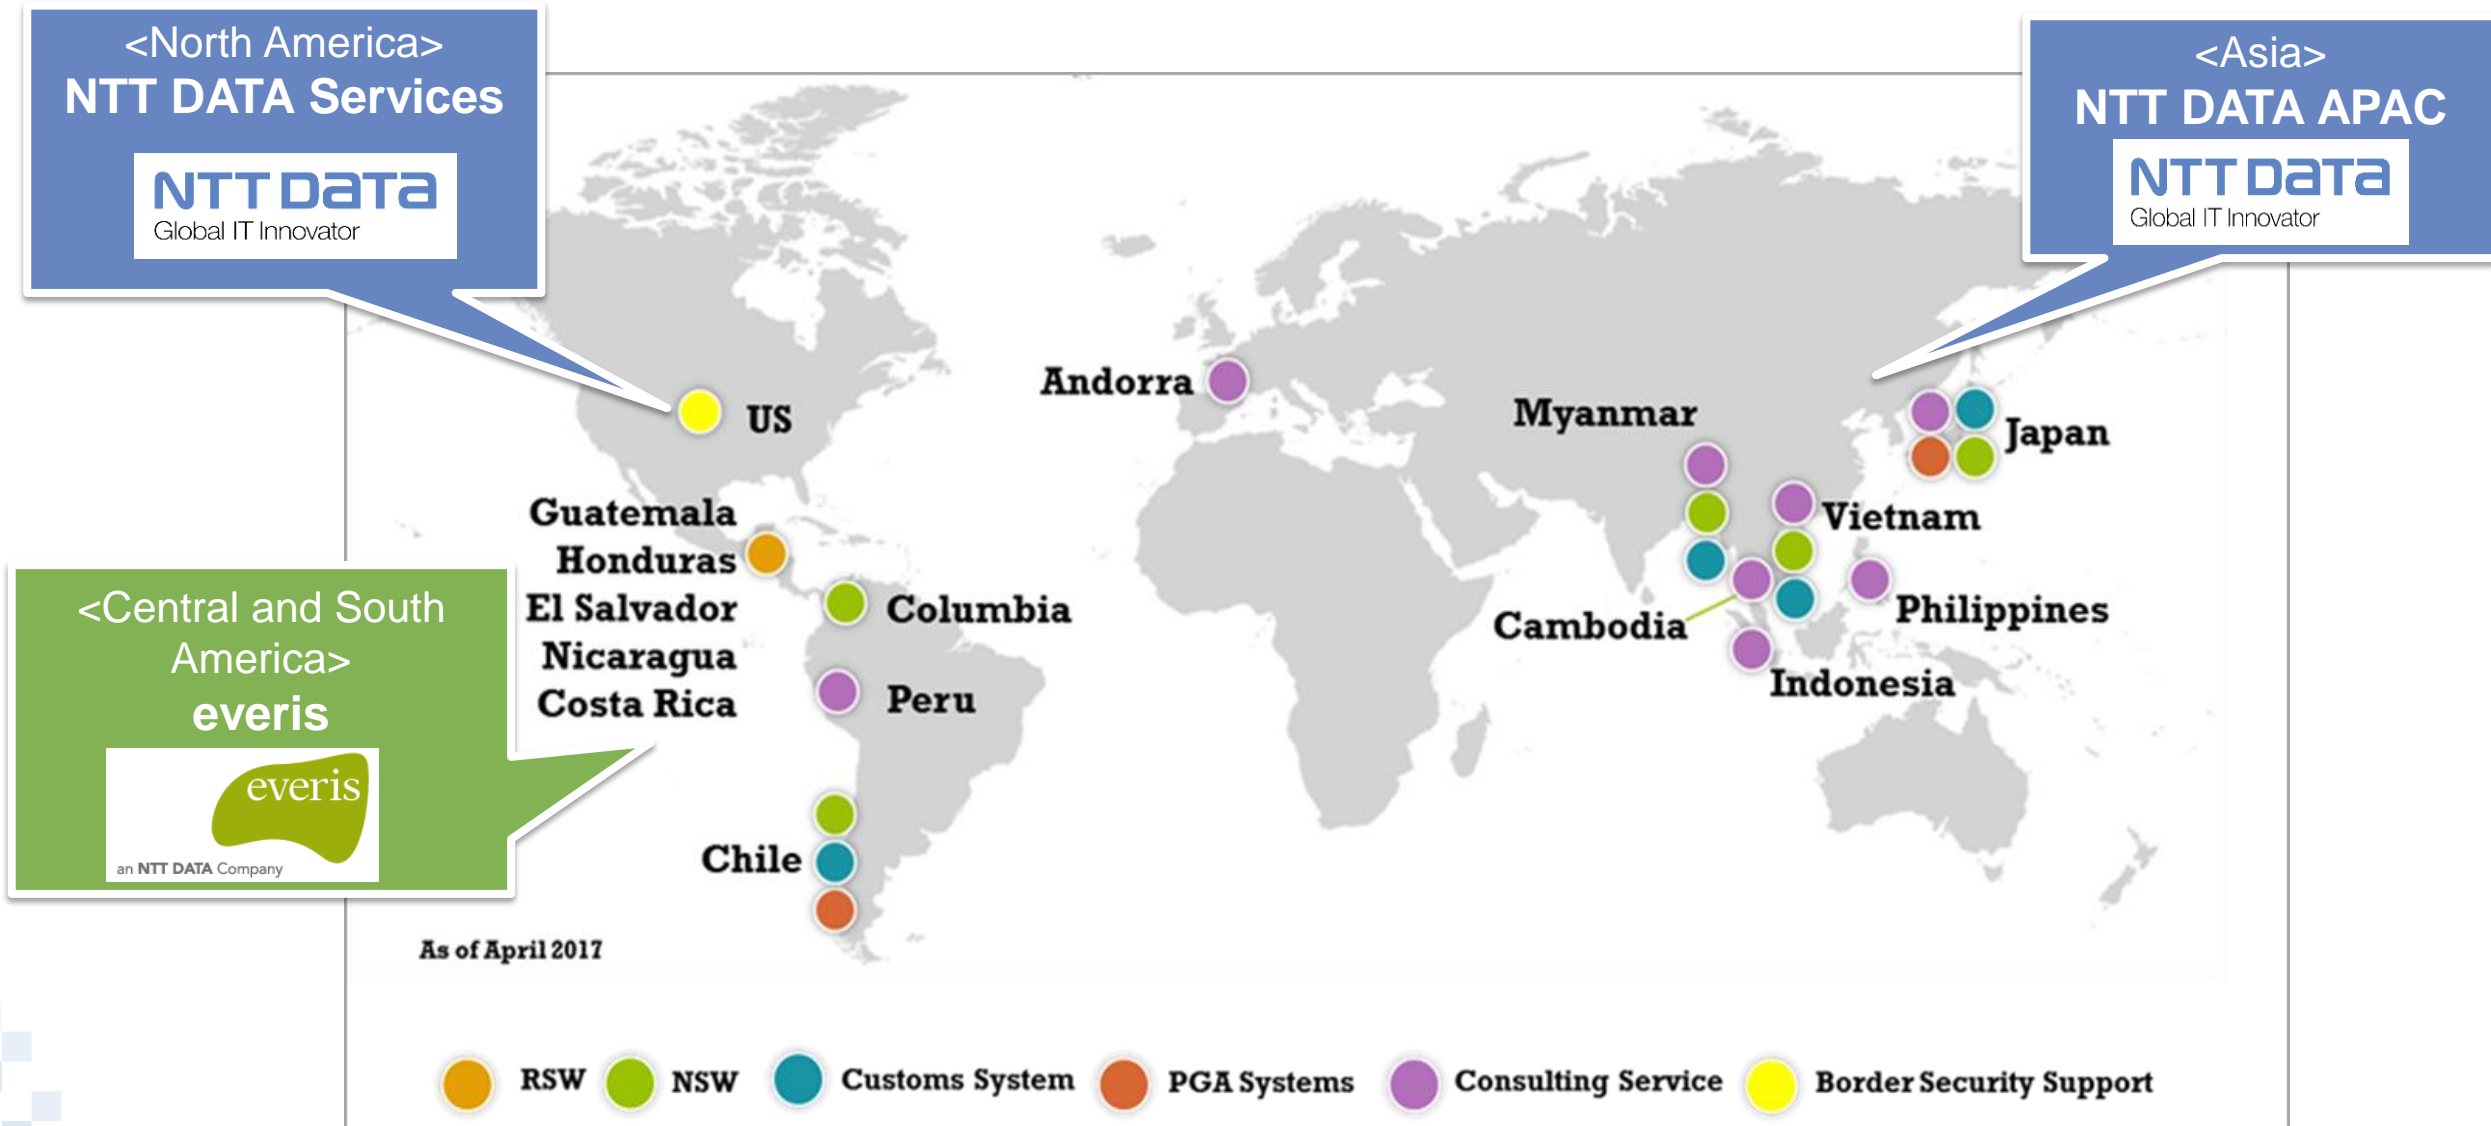 <North America>
NTT DATA Services
NTT DATA
Global IT Innovator
<Asia>
NTT DATA APAC
NTT DATA
Global IT Innovator
Andorra
US
Myanmar
Japan
Guatemala
Honduras
El Salvador
Nicaragua
Costa Rica
Vietnam
Columbia
Philippines
Cambodia
Indonesia
Peru
<Central and South
America>
everis
everis
an NTT DATA Company
Chile
As of April 2017
RSW
NSW
Customs System
PGA Systems
Consulting Service
Border Security Support